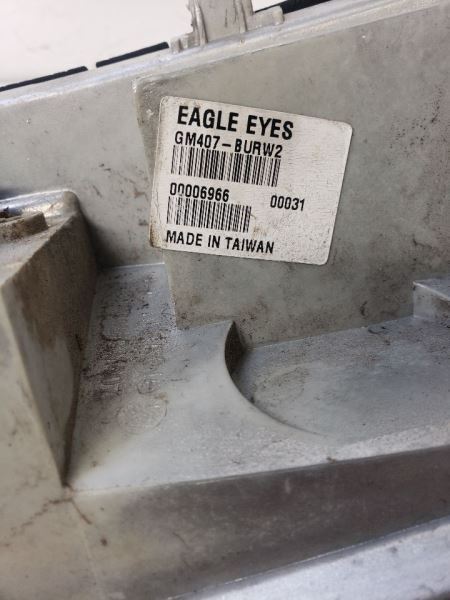 EAGLE EYES
GM407-BURW2
00006966 00031
MADE IN TAIWAN